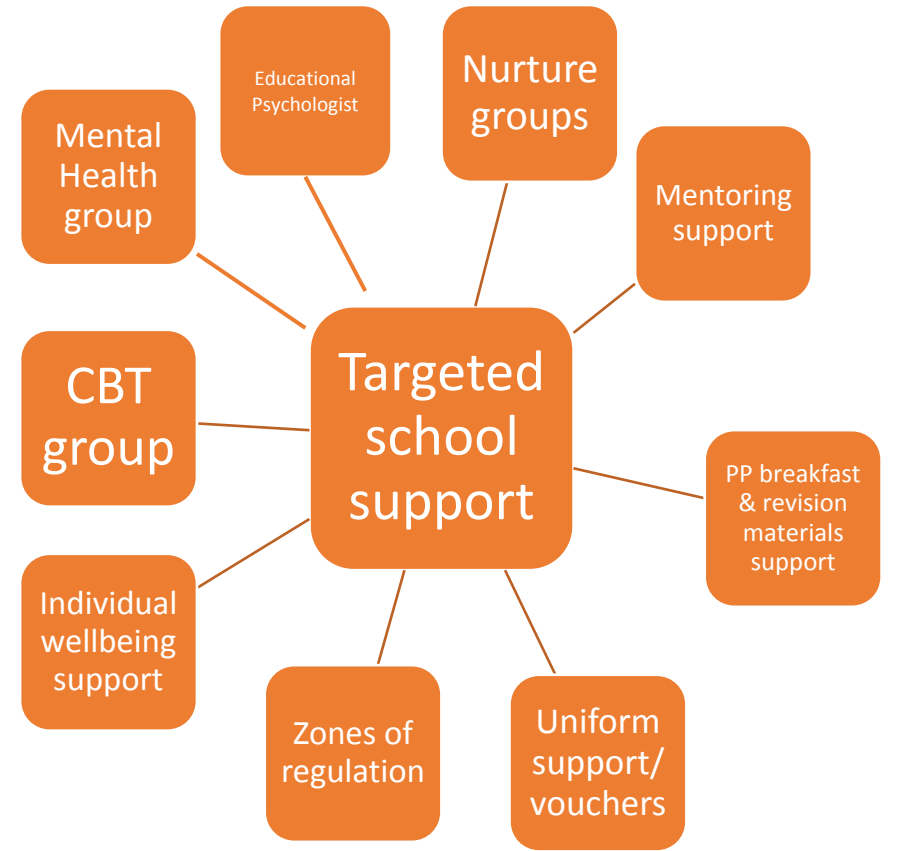 Educational
Psychologist
Nurture
groups
Mental
Health
group
Mentoring
support
Targeted
school
support
CBT
group
PP breakfast
& revision
materials
support
Individual
wellbeing
support
Zones of
regulation
Uniform
support/
vouchers